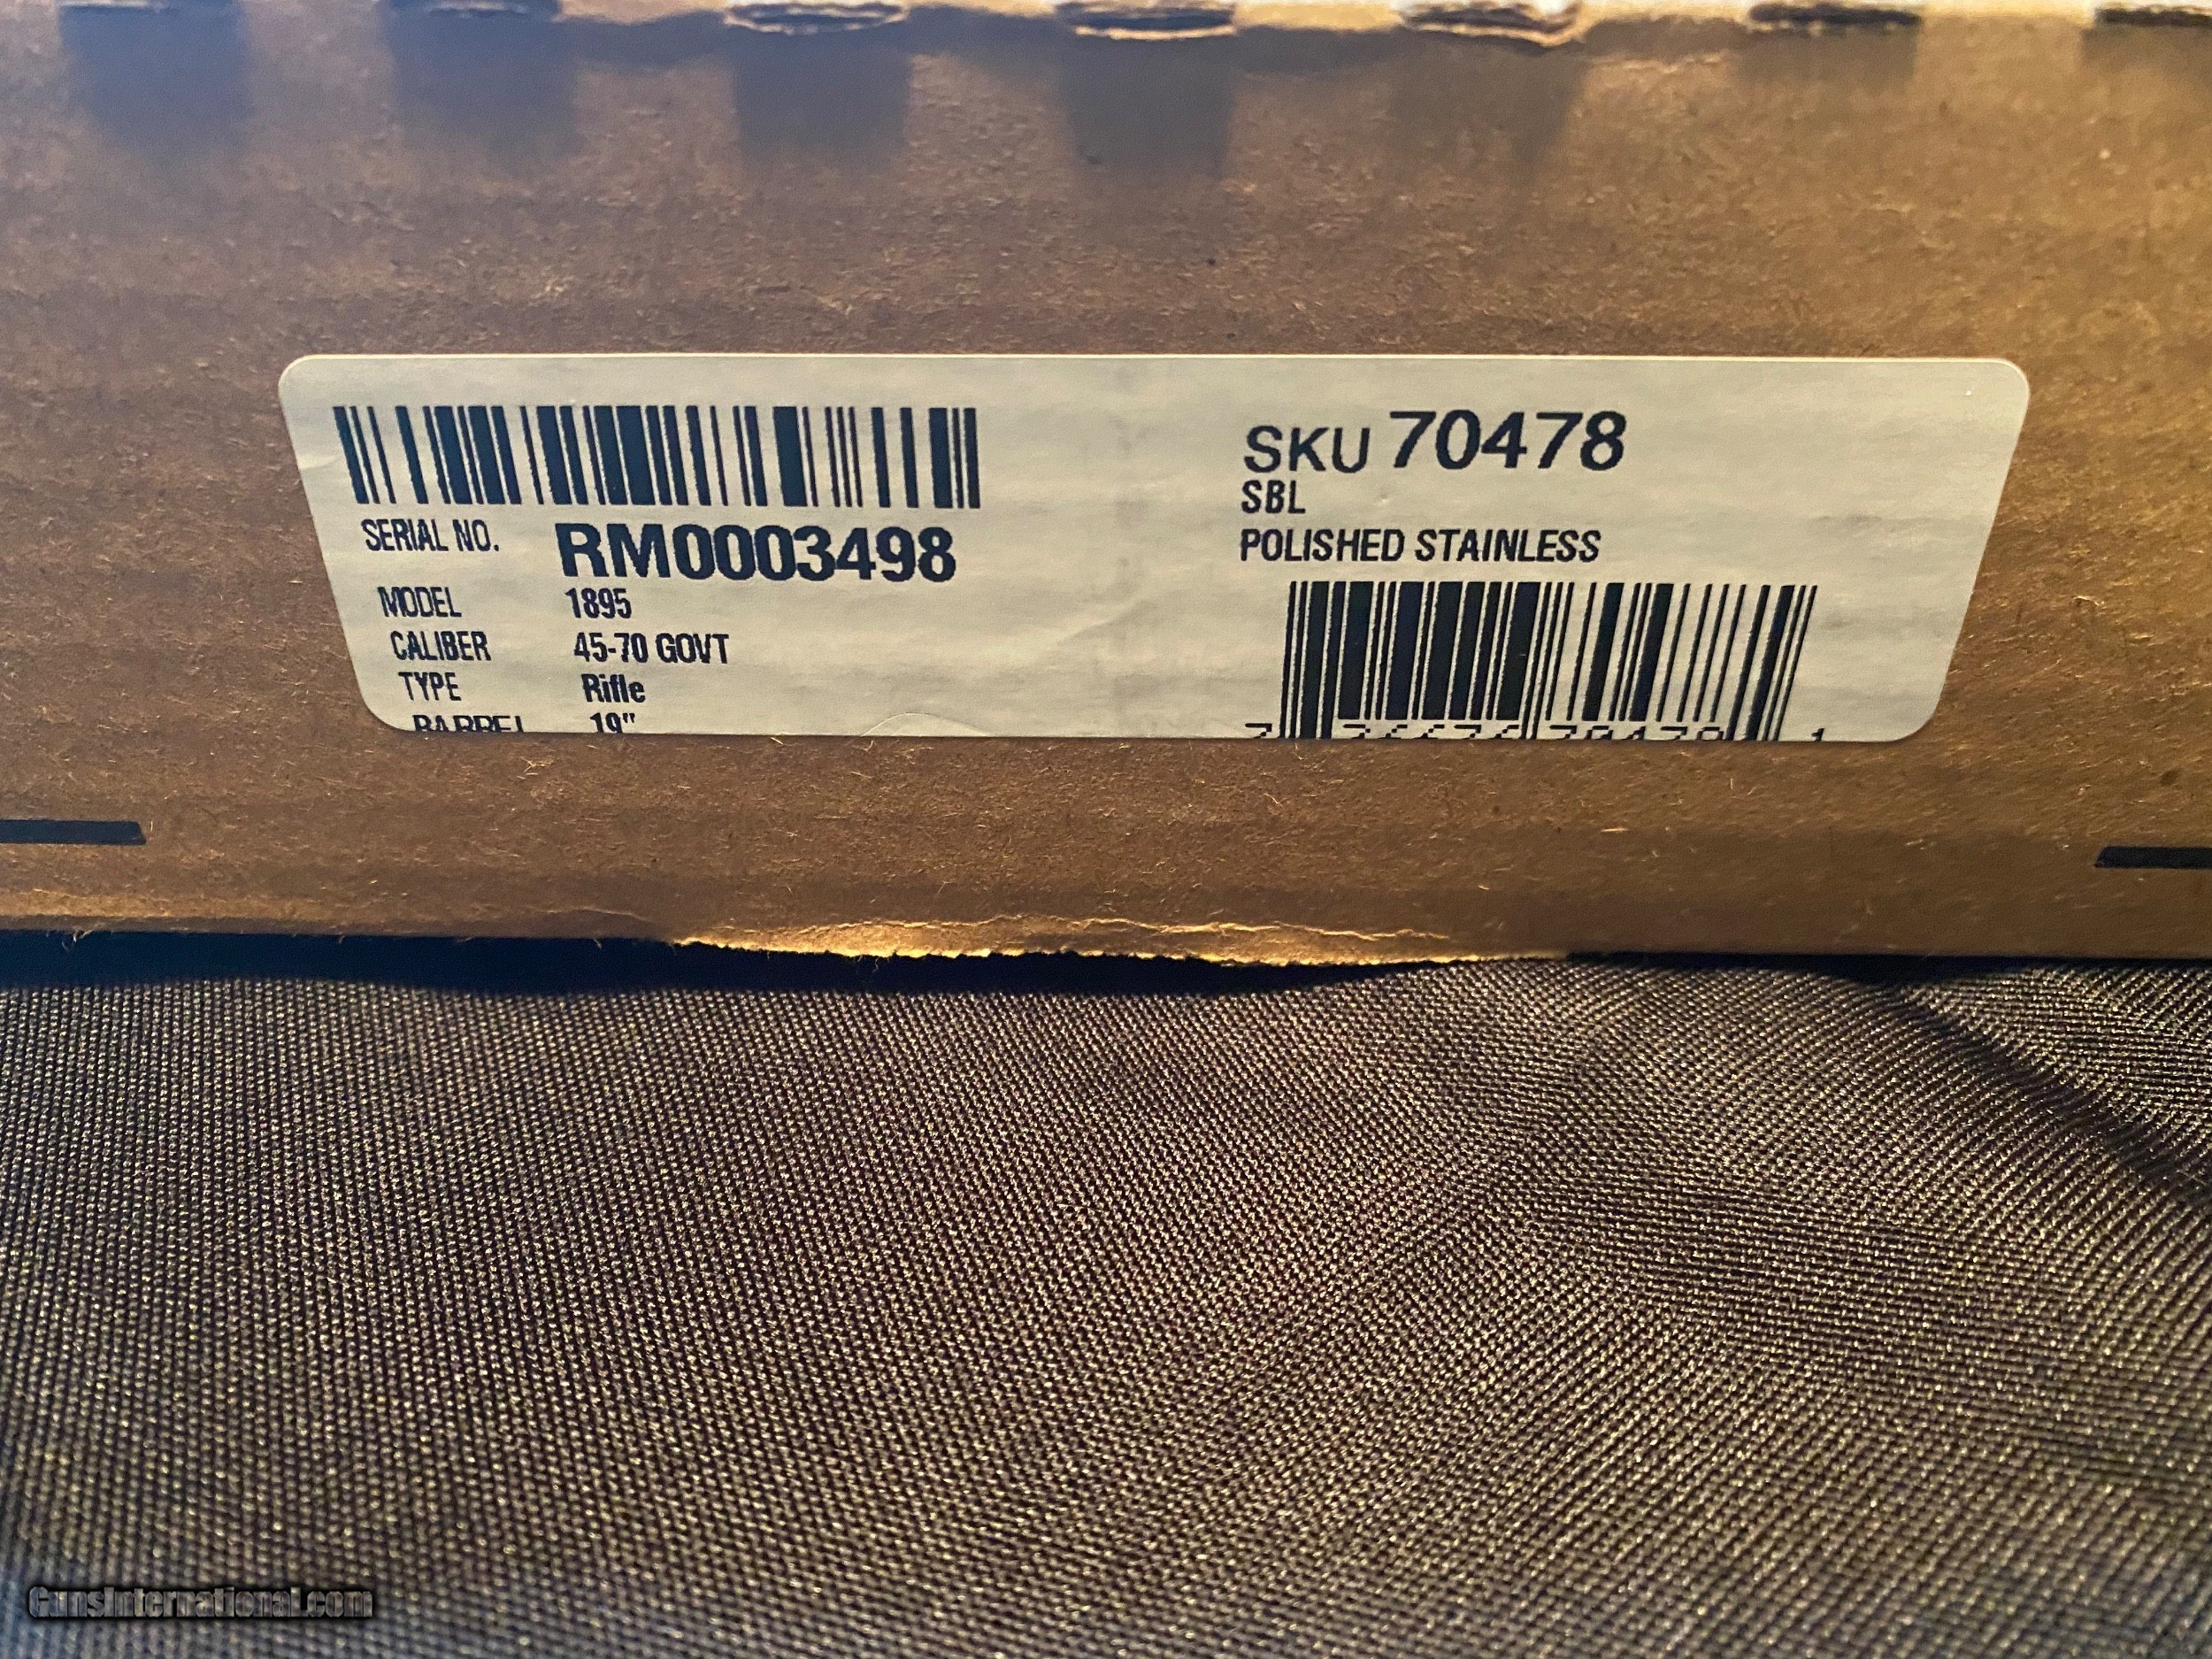 SERIAL NO. RM0003498
MODEL 1895
CALIBER 45-70 GOVT
TYPE Rifle
BARREL 19"
SKU 70478
SBL
POLISHED STAINLESS
GunsInternational.com